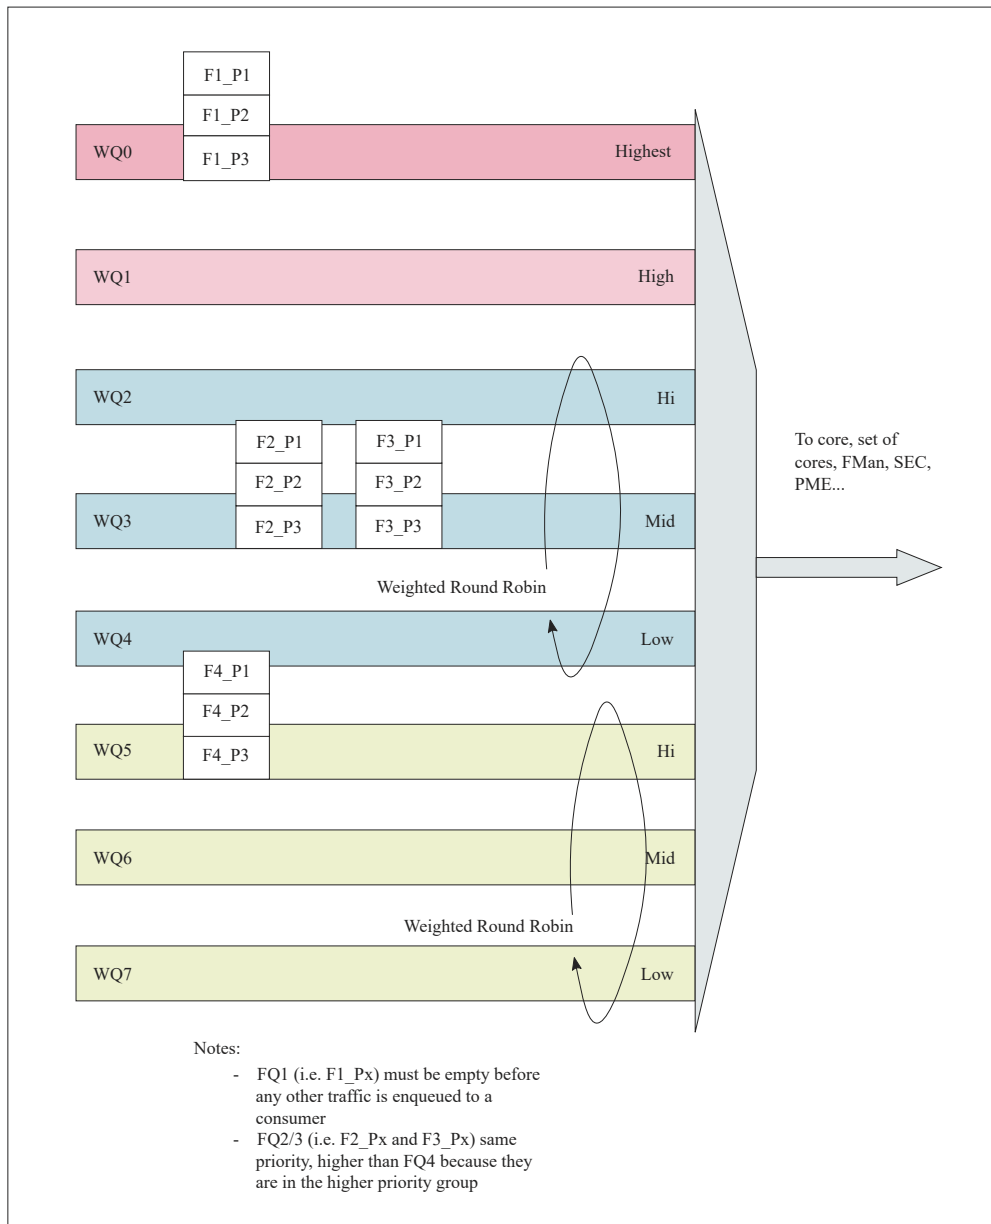 F1_P1
F1_P2
WQ0
F1_P3
Highest
WQ1
High
WQ2
Hi
F2_P1
F3_P1
F2_P2
F3_P2
WQ3
F2_P3
F3_P3
Mid
To core, set of
cores, FMan, SEC,
PME...
Weighted Round Robin
WQ4
Low
F4_P1
F4_P2
WQ5
F4_P3
Hi
WQ6
Mid
Weighted Round Robin
WQ7
Low
Notes:
- FQ1 (i.e. F1_Px) must be empty before
any other traffic is enqueued to a
consumer
- FQ2/3 (i.e. F2_Px and F3_Px) same
priority, higher than FQ4 because they
are in the higher priority group